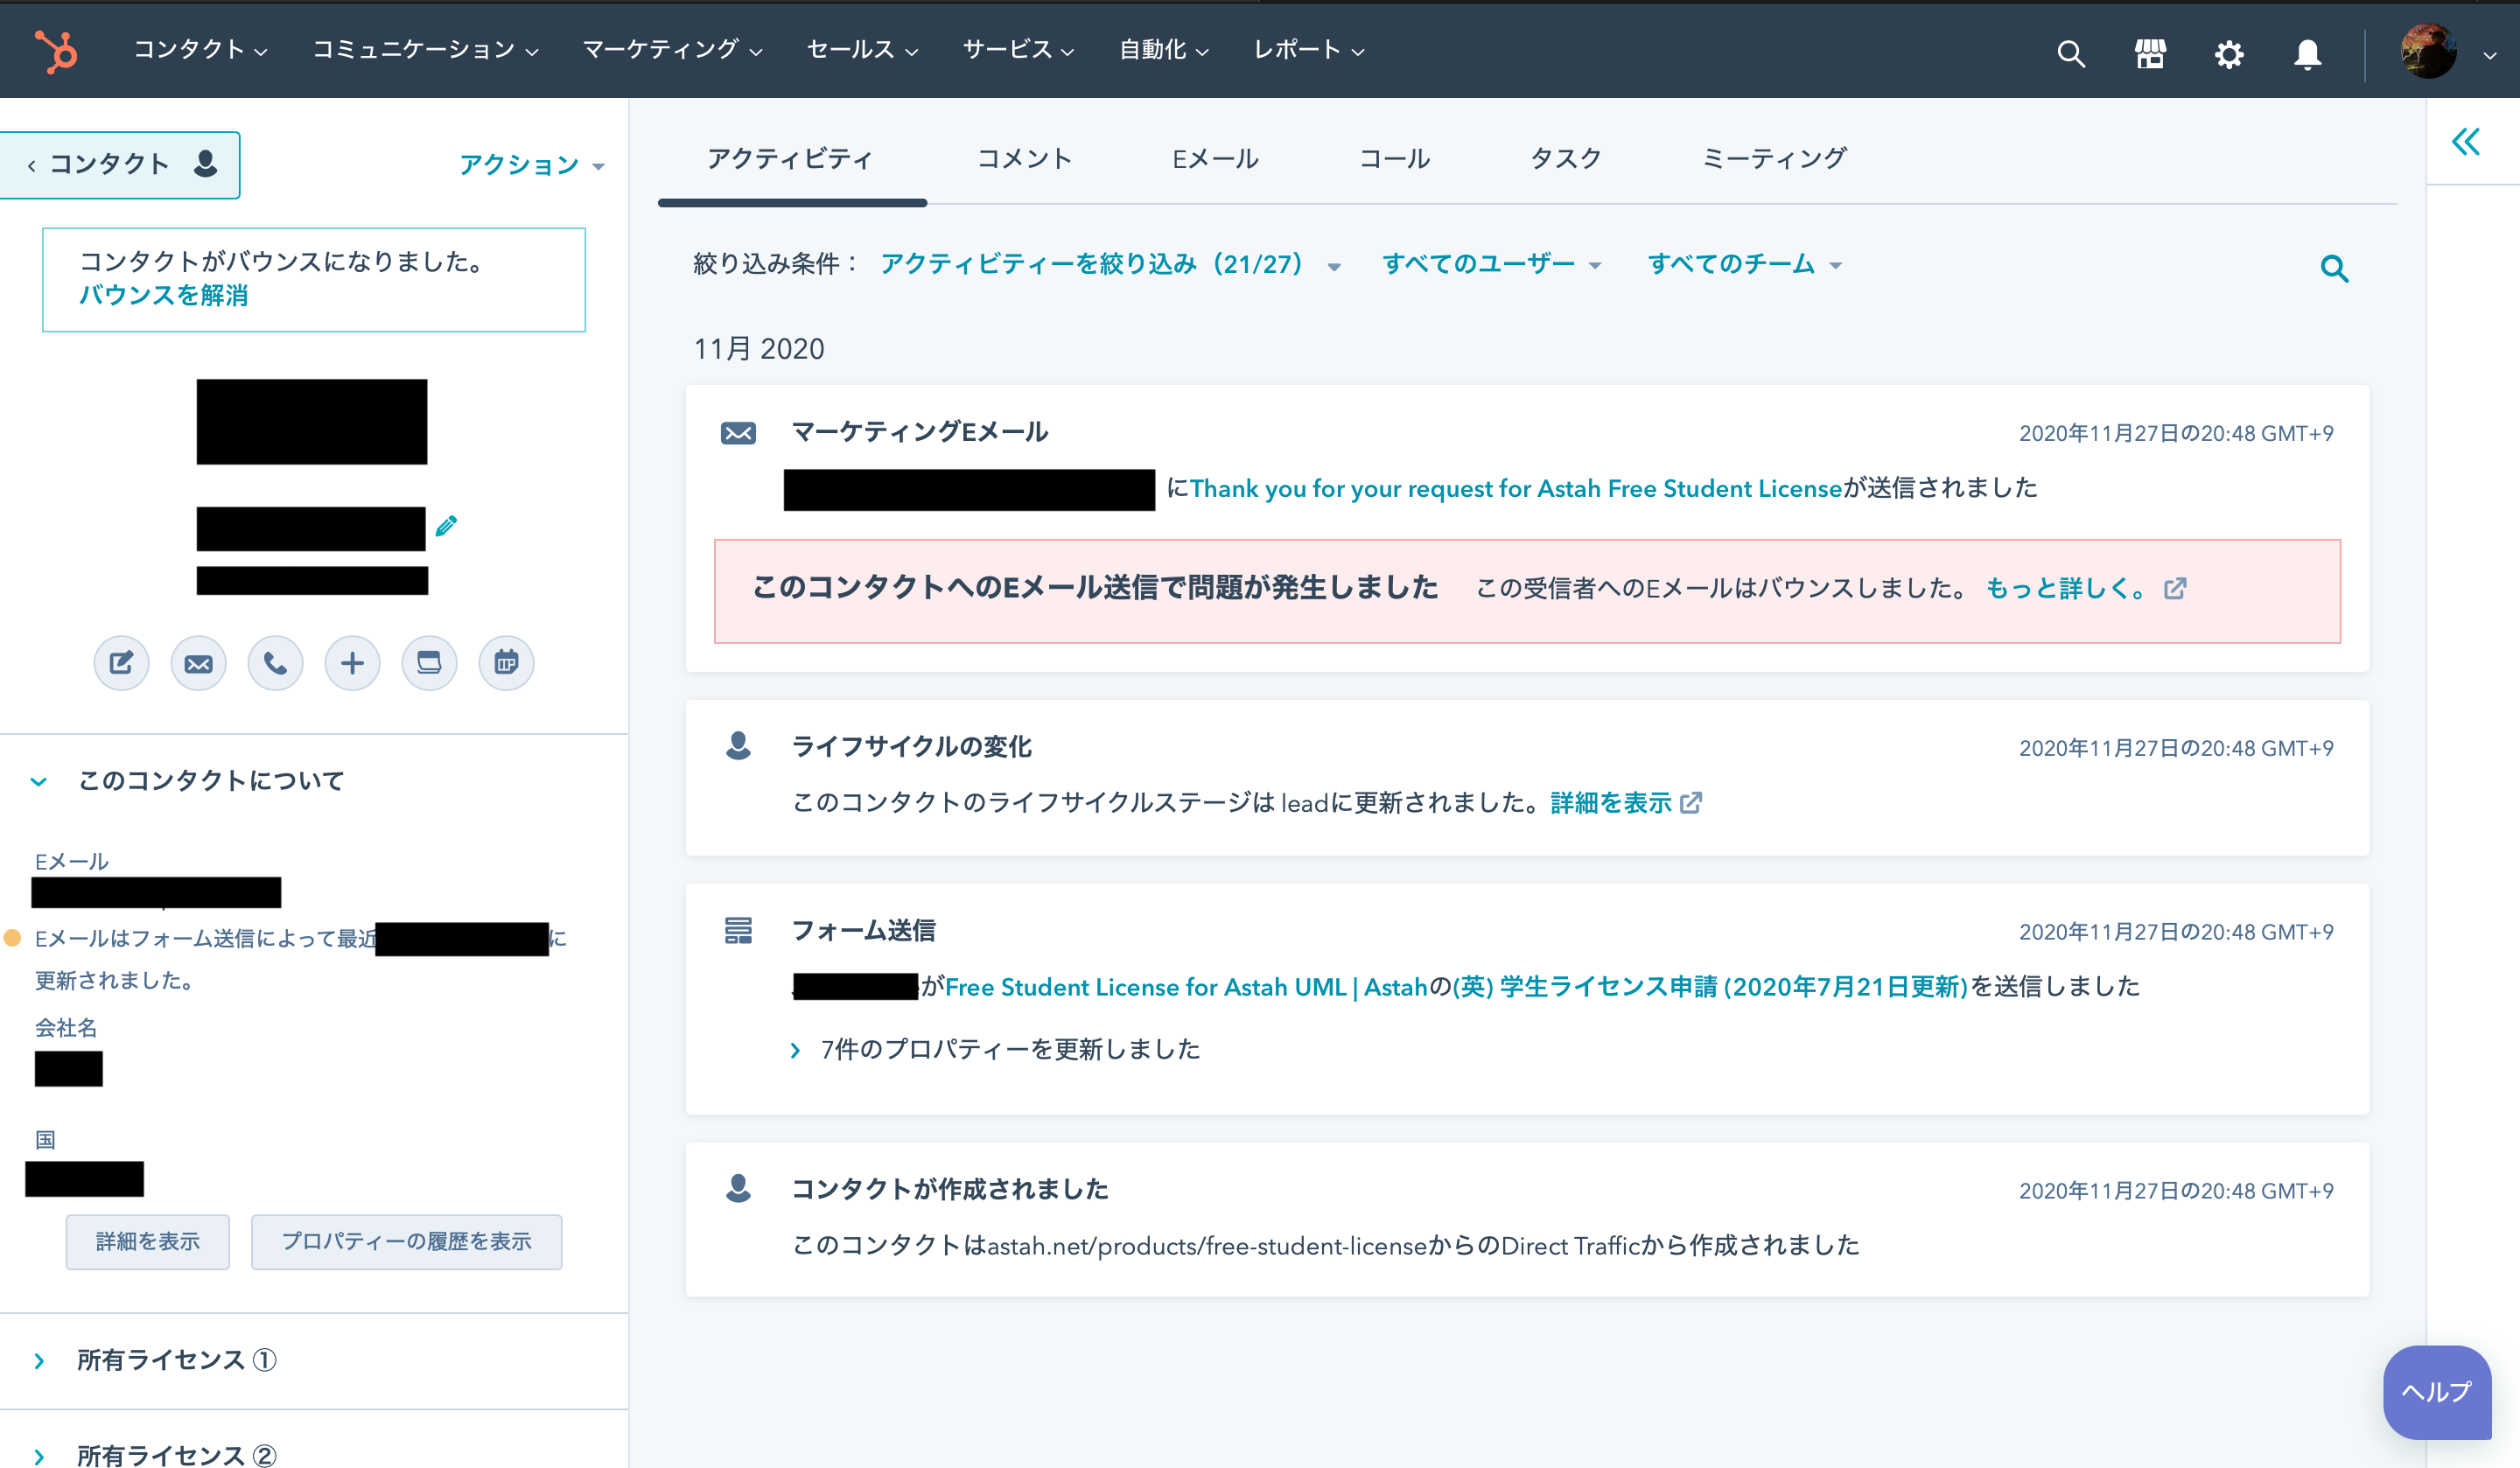 コンタクト コミュニケーション マーケティング セールス サービス 自動化 レポート
コンタクト
アクション
コンタクトがバウンスになりました。
バウンスを解消
このコンタクトについて
Eメール
Eメールはフォーム送信によって最近 に
更新されました。
会社名
国
詳細を表示 プロパティーの履歴を表示
所有ライセンス ①
所有ライセンス ②
アクティビティ コメント Eメール コール タスク ミーティング
絞り込み条件： アクティビティーを絞り込み（21/27） すべてのユーザー すべてのチーム
11月 2020
マーケティングEメール 2020年11月27日の20:48 GMT+9
にThank you for your request for Astah Free Student Licenseが送信されました
このコンタクトへのEメール送信で問題が発生しました この受信者へのEメールはバウンスしました。 もっと詳しく。
ライフサイクルの変化 2020年11月27日の20:48 GMT+9
このコンタクトのライフサイクルステージは leadに更新されました。詳細を表示
フォーム送信 2020年11月27日の20:48 GMT+9
がFree Student License for Astah UML | Astahの(英) 学生ライセンス申請 (2020年7月21日更新)を送信しました
7件のプロパティーを更新しました
コンタクトが作成されました 2020年11月27日の20:48 GMT+9
このコンタクトはastah.net/products/free-student-licenseからのDirect Trafficから作成されました
ヘルプ